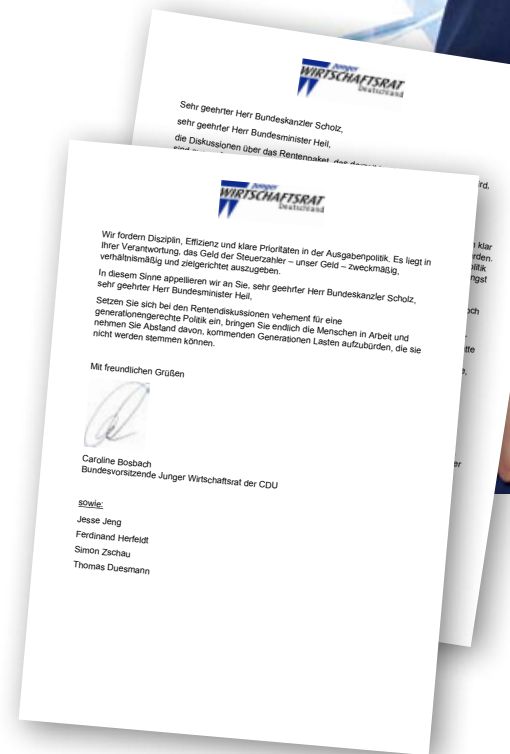 Junger
WIRTSCHAFTSRAT
Deutschland
Sehr geehrter Herr Bundeskanzler Scholz,
sehr geehrter Herr Bundesminister Heil,
die Diskussionen über das Rentenpaket, das
Junger
WIRTSCHAFTSRAT
Deutschland
Wir fordern Disziplin, Effizienz und klare Prioritäten in der Ausgabenpolitik. Es liegt in
Ihrer Verantwortung, das Geld der Steuerzahler – unser Geld – zweckmäßig,
verhältnismäßig und zielgerichtet auszugeben.
In diesem Sinne appellieren wir an Sie, sehr geehrter Herr Bundeskanzler Scholz,
sehr geehrter Herr Bundesminister Heil,
Setzen Sie sich bei den Rentendiskussionen vehement für eine
generationengerechte Politik ein, bringen Sie endlich die Menschen in Arbeit und
nehmen Sie Abstand davon, kommenden Generationen Lasten aufzubürden, die sie
nicht werden stemmen können.
Mit freundlichen Grüßen
Caroline Bosbach
Bundesvorsitzende Junger Wirtschaftsrat der CDU
sowie:
Jesse Jeng
Ferdinand Herfeldt
Simon Zschau
Thomas Duesmann